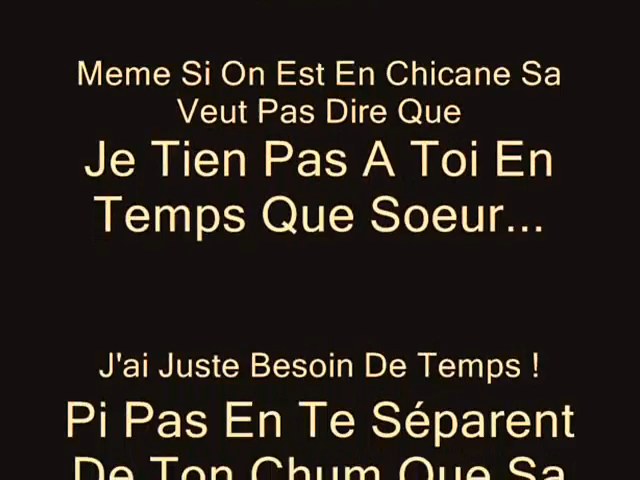 Meme Si On Est En Chicane Sa
Veut Pas Dire Que
Je Tien Pas A Toi En
Temps Que Soeur...
J'ai Juste Besoin De Temps !
Pi Pas En Te Séparent
De Ton Chum Que Sa